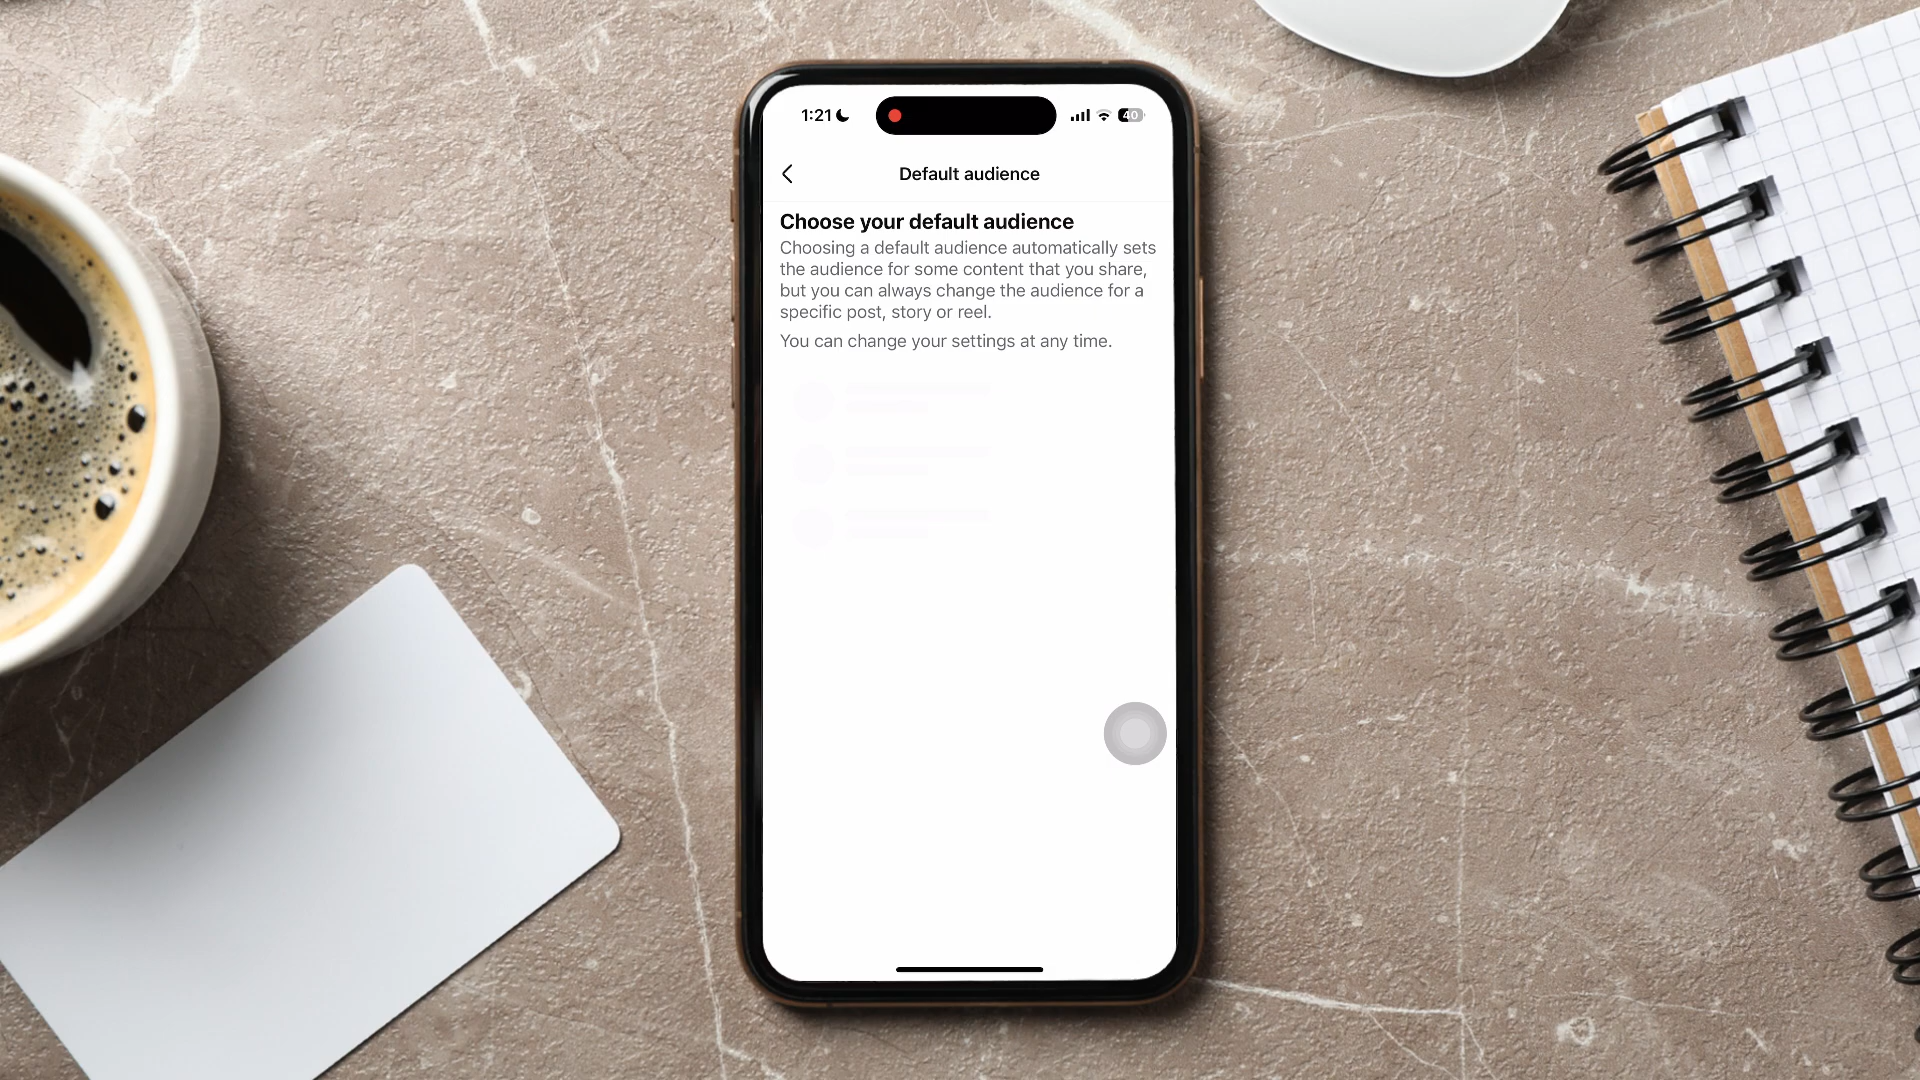 1:21
40
Default audience
Choose your default audience
Choosing a default audience automatically sets
the audience for some content that you share,
but you can always change the audience for a
specific post, story or reel.
You can change your settings at any time.